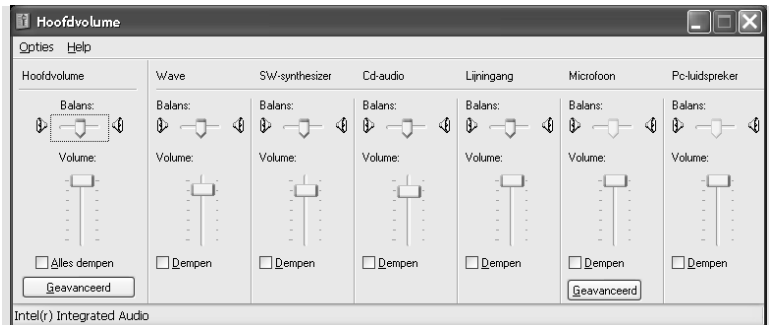 Hoofdvolume
Opties Help
Hoofdvolume Wave SW-synthesizer Cd-audio Lijningang Microfoon Pc-luidspreker
Balans: Balans: Balans: Balans: Balans: Balans: Balans:
Volume: Volume: Volume: Volume: Volume: Volume: Volume:
Alles dempen Dempen Dempen Dempen Dempen Dempen Dempen
Geavanceerd Geavanceerd
Intel(r) Integrated Audio